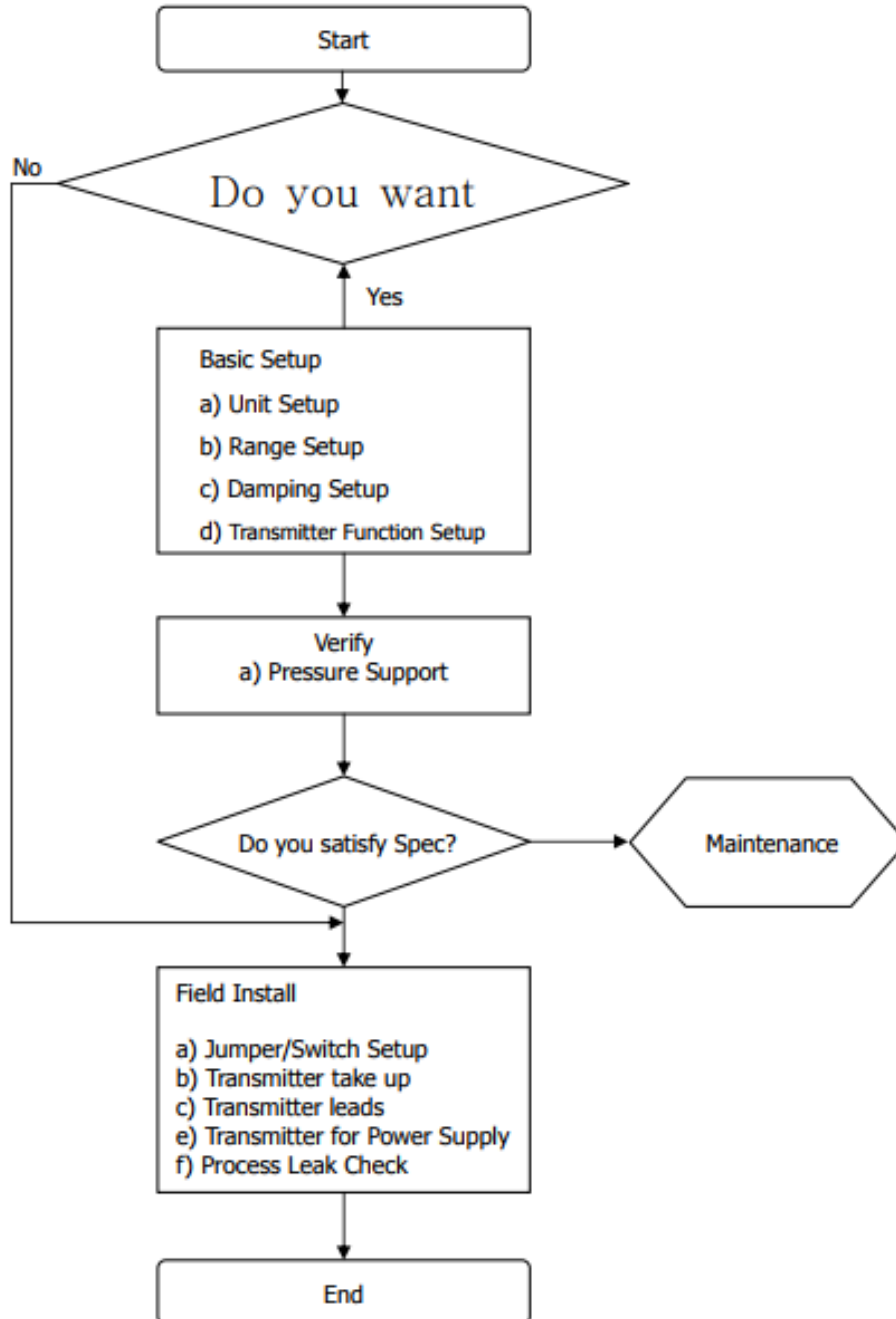 Start
No
Do you want
Yes
Basic Setup
a) Unit Setup
b) Range Setup
c) Damping Setup
d) Transmitter Function Setup
Verify
a) Pressure Support
Do you satisfy Spec?
Maintenance
Field Install
a) Jumper/Switch Setup
b) Transmitter take up
c) Transmitter leads
e) Transmitter for Power Supply
f) Process Leak Check
End